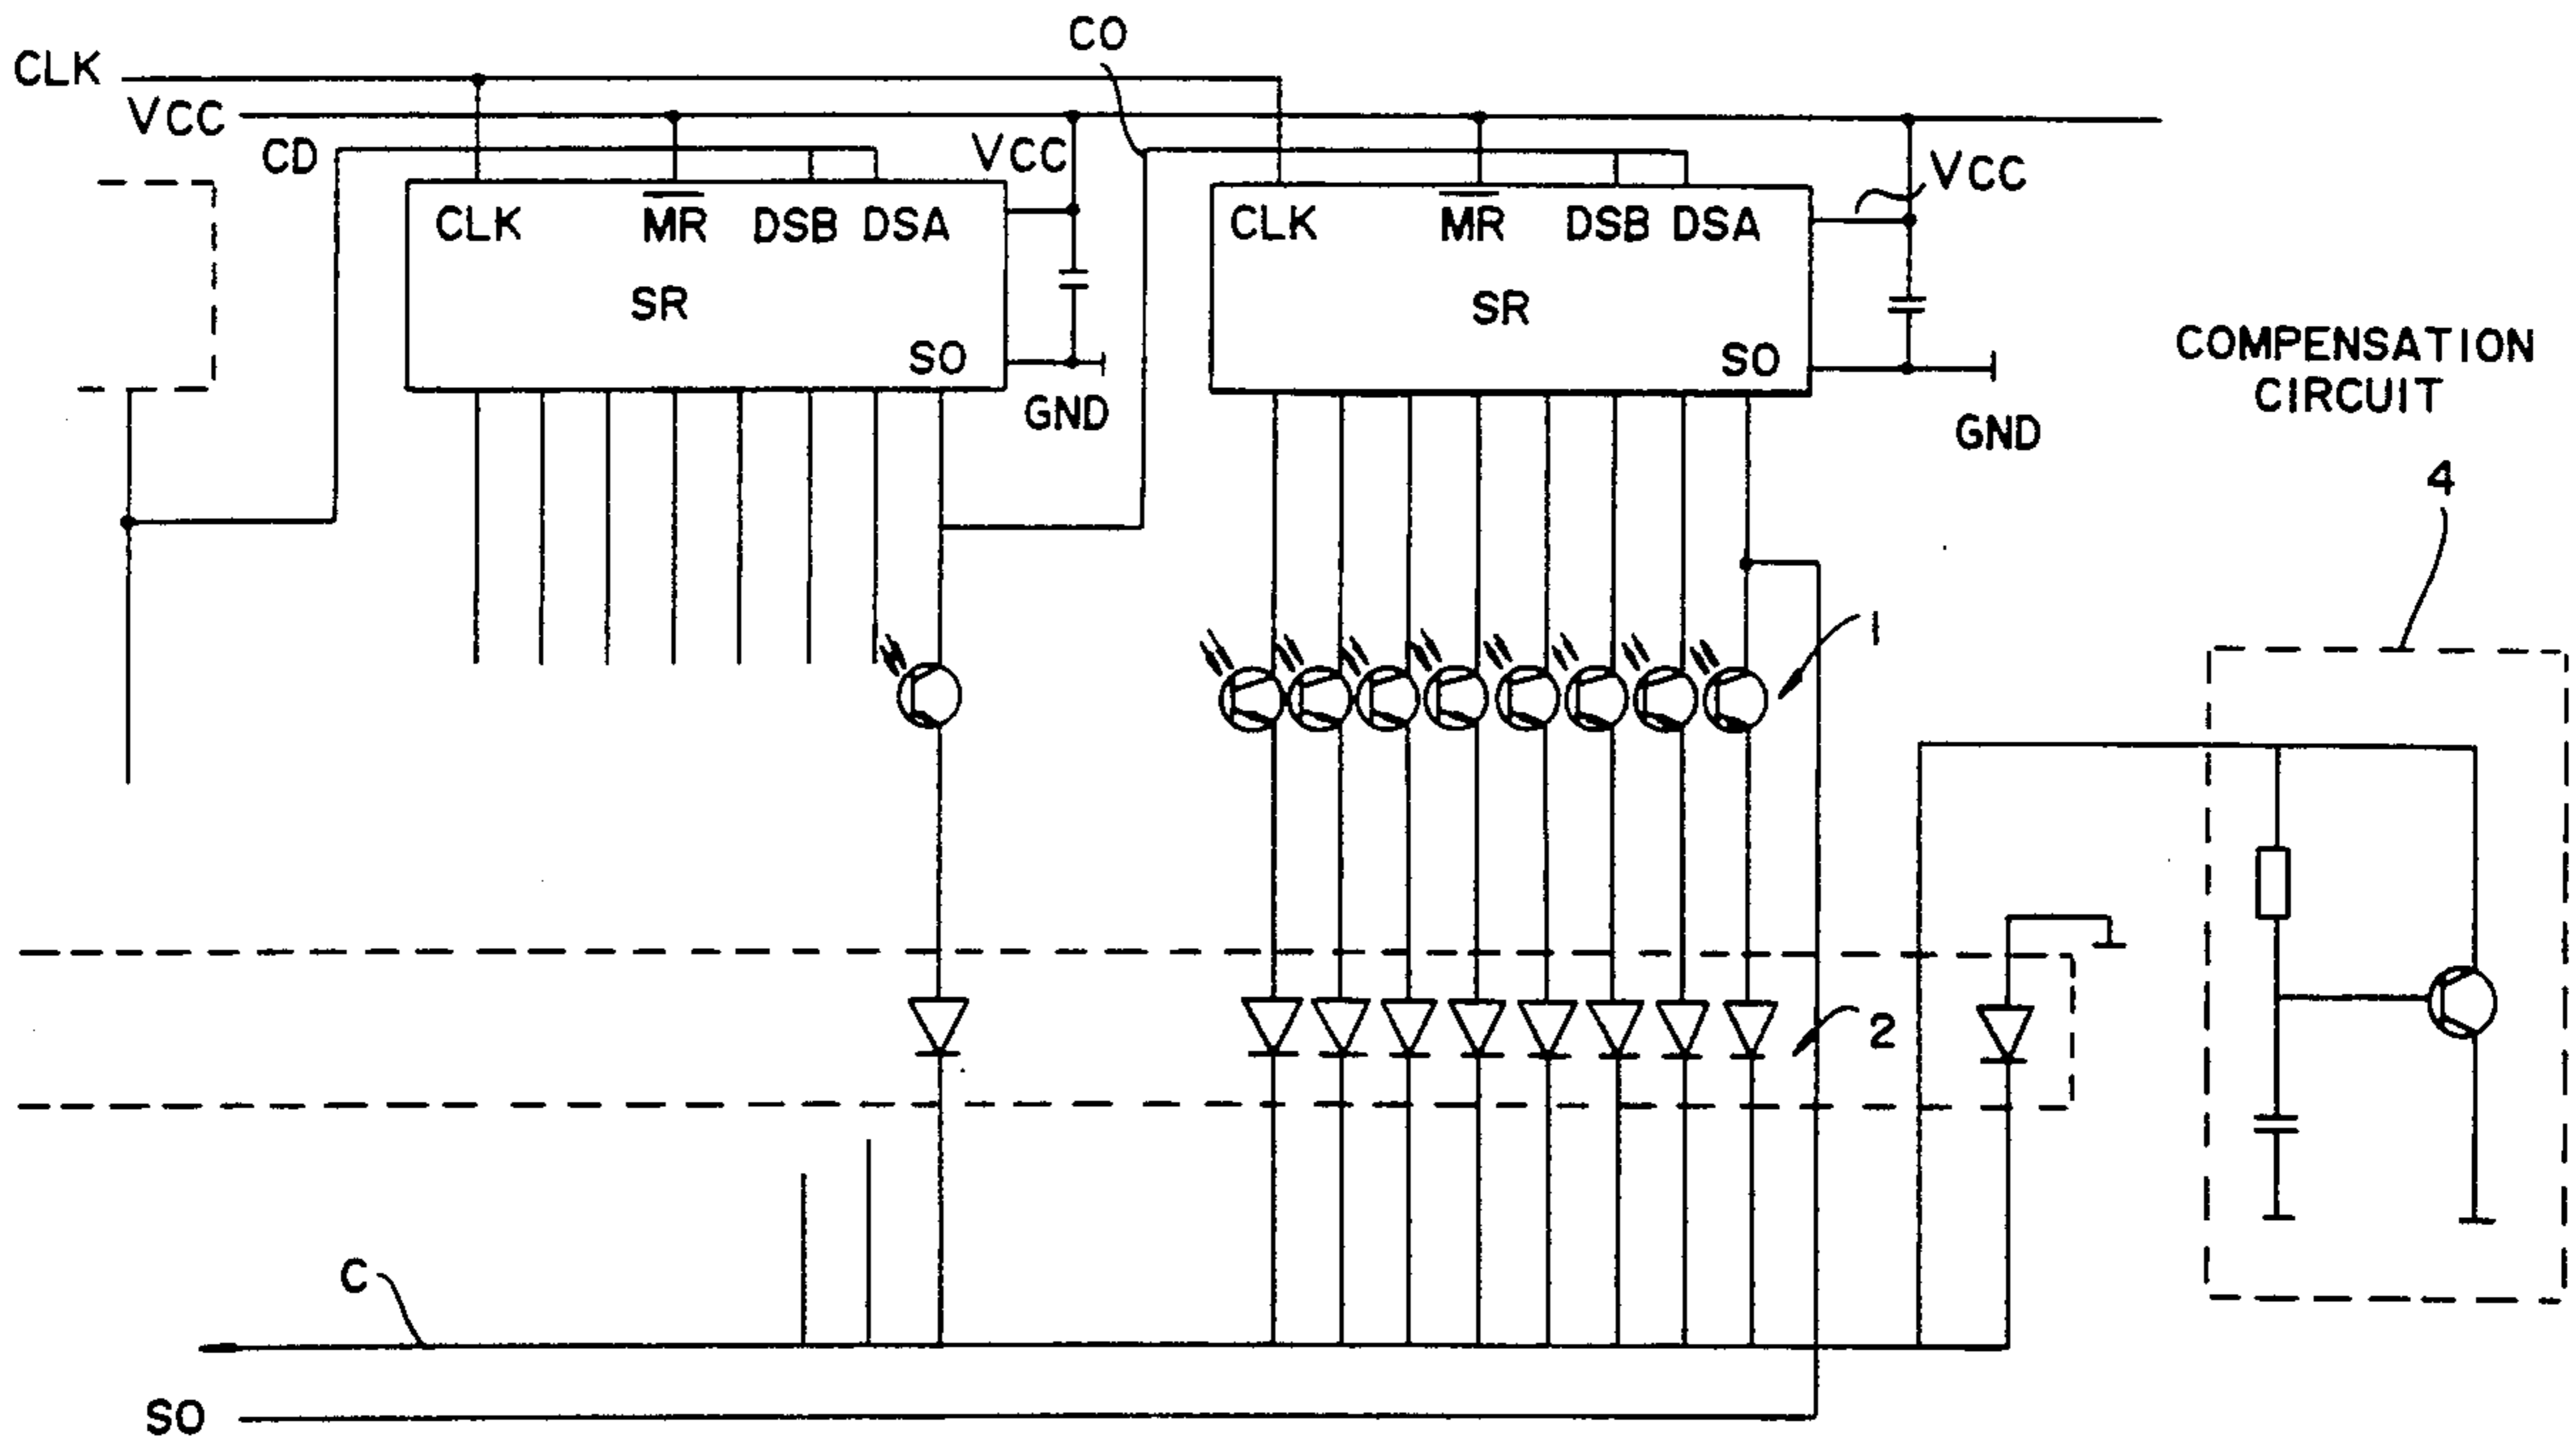 CO
CLK
VCC
CD
VCC
VCC
CLK MR DSB DSA
CLK MR DSB DSA
SR
SR
SO
SO
COMPENSATION
CIRCUIT
GND
GND
4
1
2
C
SO